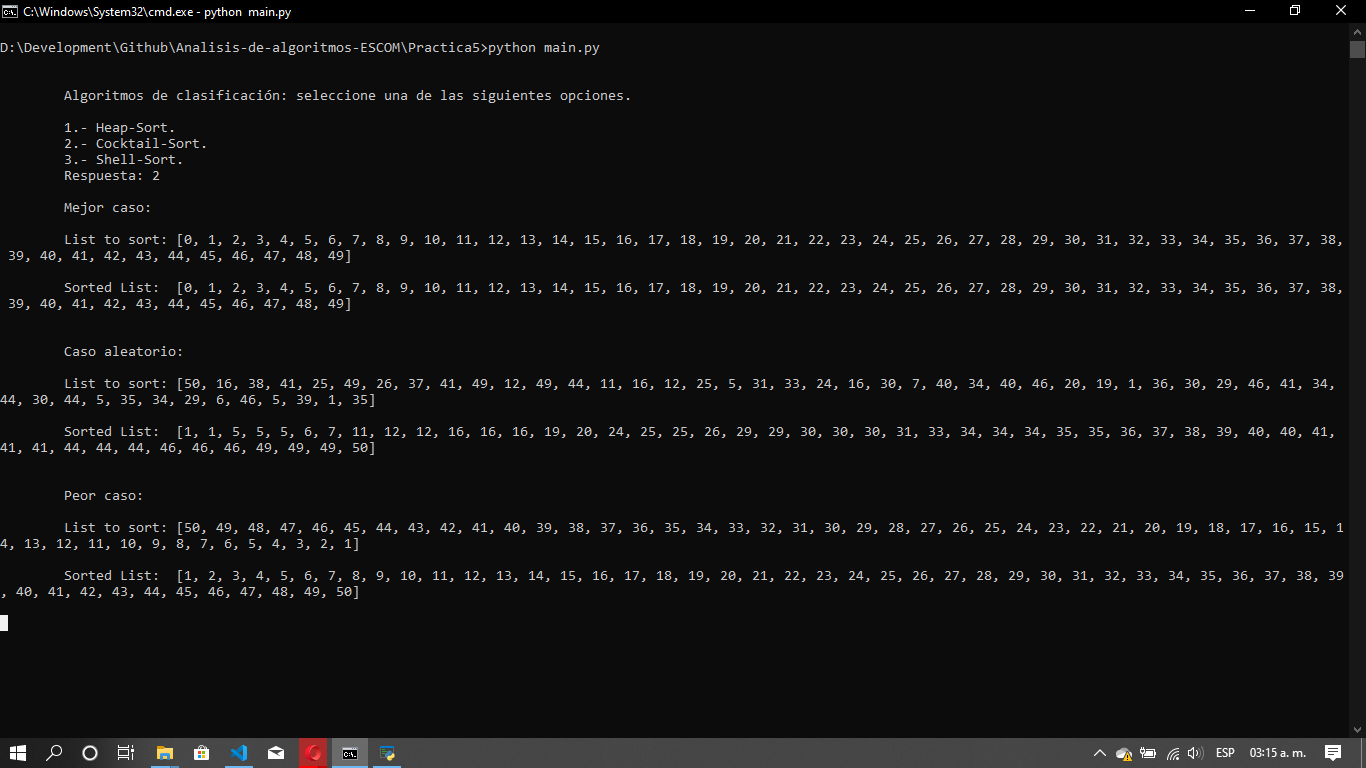 C:\Windows\System32\cmd.exe - python  main.py
D:\Development\Github\Analisis-de-algoritmos-ESCOM\Practica5>python main.py
Algoritmos de clasificación: seleccione una de las siguientes opciones.
1.- Heap-Sort.
2.- Cocktail-Sort.
3.- Shell-Sort.
Respuesta: 2
Mejor caso:
List to sort: [0, 1, 2, 3, 4, 5, 6, 7, 8, 9, 10, 11, 12, 13, 14, 15, 16, 17, 18, 19, 20, 21, 22, 23, 24, 25, 26, 27, 28, 29, 30, 31, 32, 33, 34, 35, 36, 37, 38,
39, 40, 41, 42, 43, 44, 45, 46, 47, 48, 49]
Sorted List:  [0, 1, 2, 3, 4, 5, 6, 7, 8, 9, 10, 11, 12, 13, 14, 15, 16, 17, 18, 19, 20, 21, 22, 23, 24, 25, 26, 27, 28, 29, 30, 31, 32, 33, 34, 35, 36, 37, 38,
39, 40, 41, 42, 43, 44, 45, 46, 47, 48, 49]
Caso aleatorio:
List to sort: [50, 16, 38, 41, 25, 49, 26, 37, 41, 49, 12, 49, 44, 11, 16, 12, 25, 5, 31, 33, 24, 16, 30, 7, 40, 34, 40, 46, 20, 19, 1, 36, 30, 29, 46, 41, 34,
44, 30, 44, 5, 35, 34, 29, 6, 46, 5, 39, 1, 35]
Sorted List:  [1, 1, 5, 5, 5, 6, 7, 11, 12, 12, 16, 16, 16, 19, 20, 24, 25, 25, 26, 29, 29, 30, 30, 30, 31, 33, 34, 34, 34, 35, 35, 36, 37, 38, 39, 40, 40, 41,
41, 41, 44, 44, 44, 46, 46, 46, 49, 49, 49, 50]
Peor caso:
List to sort: [50, 49, 48, 47, 46, 45, 44, 43, 42, 41, 40, 39, 38, 37, 36, 35, 34, 33, 32, 31, 30, 29, 28, 27, 26, 25, 24, 23, 22, 21, 20, 19, 18, 17, 16, 15, 1
4, 13, 12, 11, 10, 9, 8, 7, 6, 5, 4, 3, 2, 1]
Sorted List:  [1, 2, 3, 4, 5, 6, 7, 8, 9, 10, 11, 12, 13, 14, 15, 16, 17, 18, 19, 20, 21, 22, 23, 24, 25, 26, 27, 28, 29, 30, 31, 32, 33, 34, 35, 36, 37, 38, 39
, 40, 41, 42, 43, 44, 45, 46, 47, 48, 49, 50]
ESP 03:15 a. m.